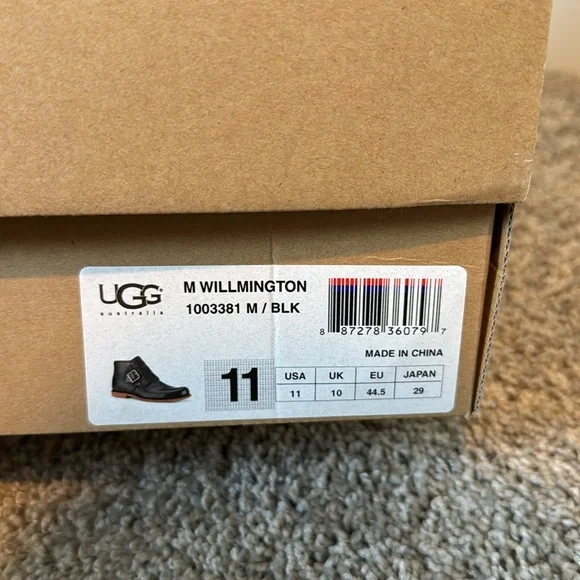 UGG
australia
M WILLMINGTON
1003381 M / BLK
8 87278 36079 7
MADE IN CHINA
11
USA UK EU JAPAN
11 10 44.5 29